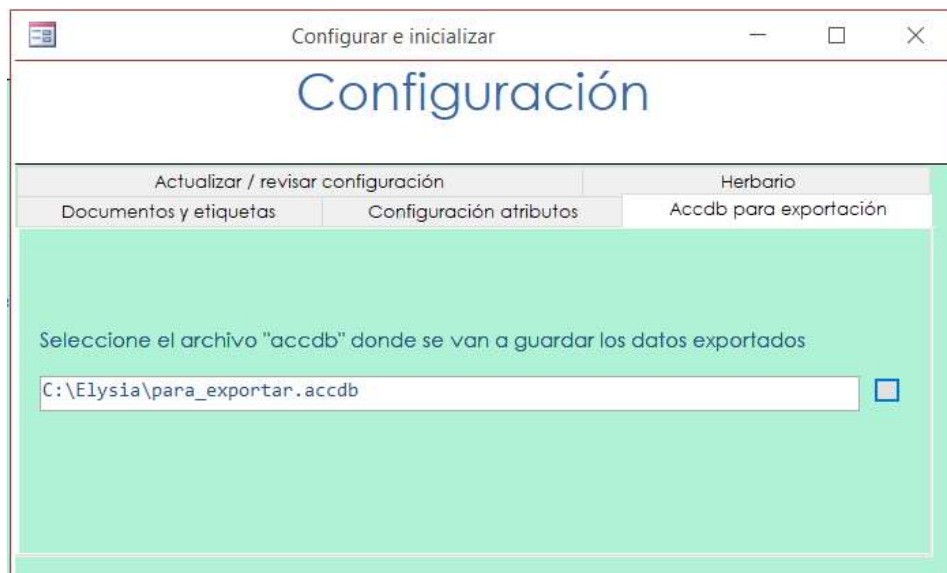 Configurar e inicializar
Configuración
Actualizar / revisar configuración
Herbario
Documentos y etiquetas
Configuración atributos
Accdb para exportación
Seleccione el archivo "accdb" donde se van a guardar los datos exportados
C:\Elysia\para_exportar.accdb